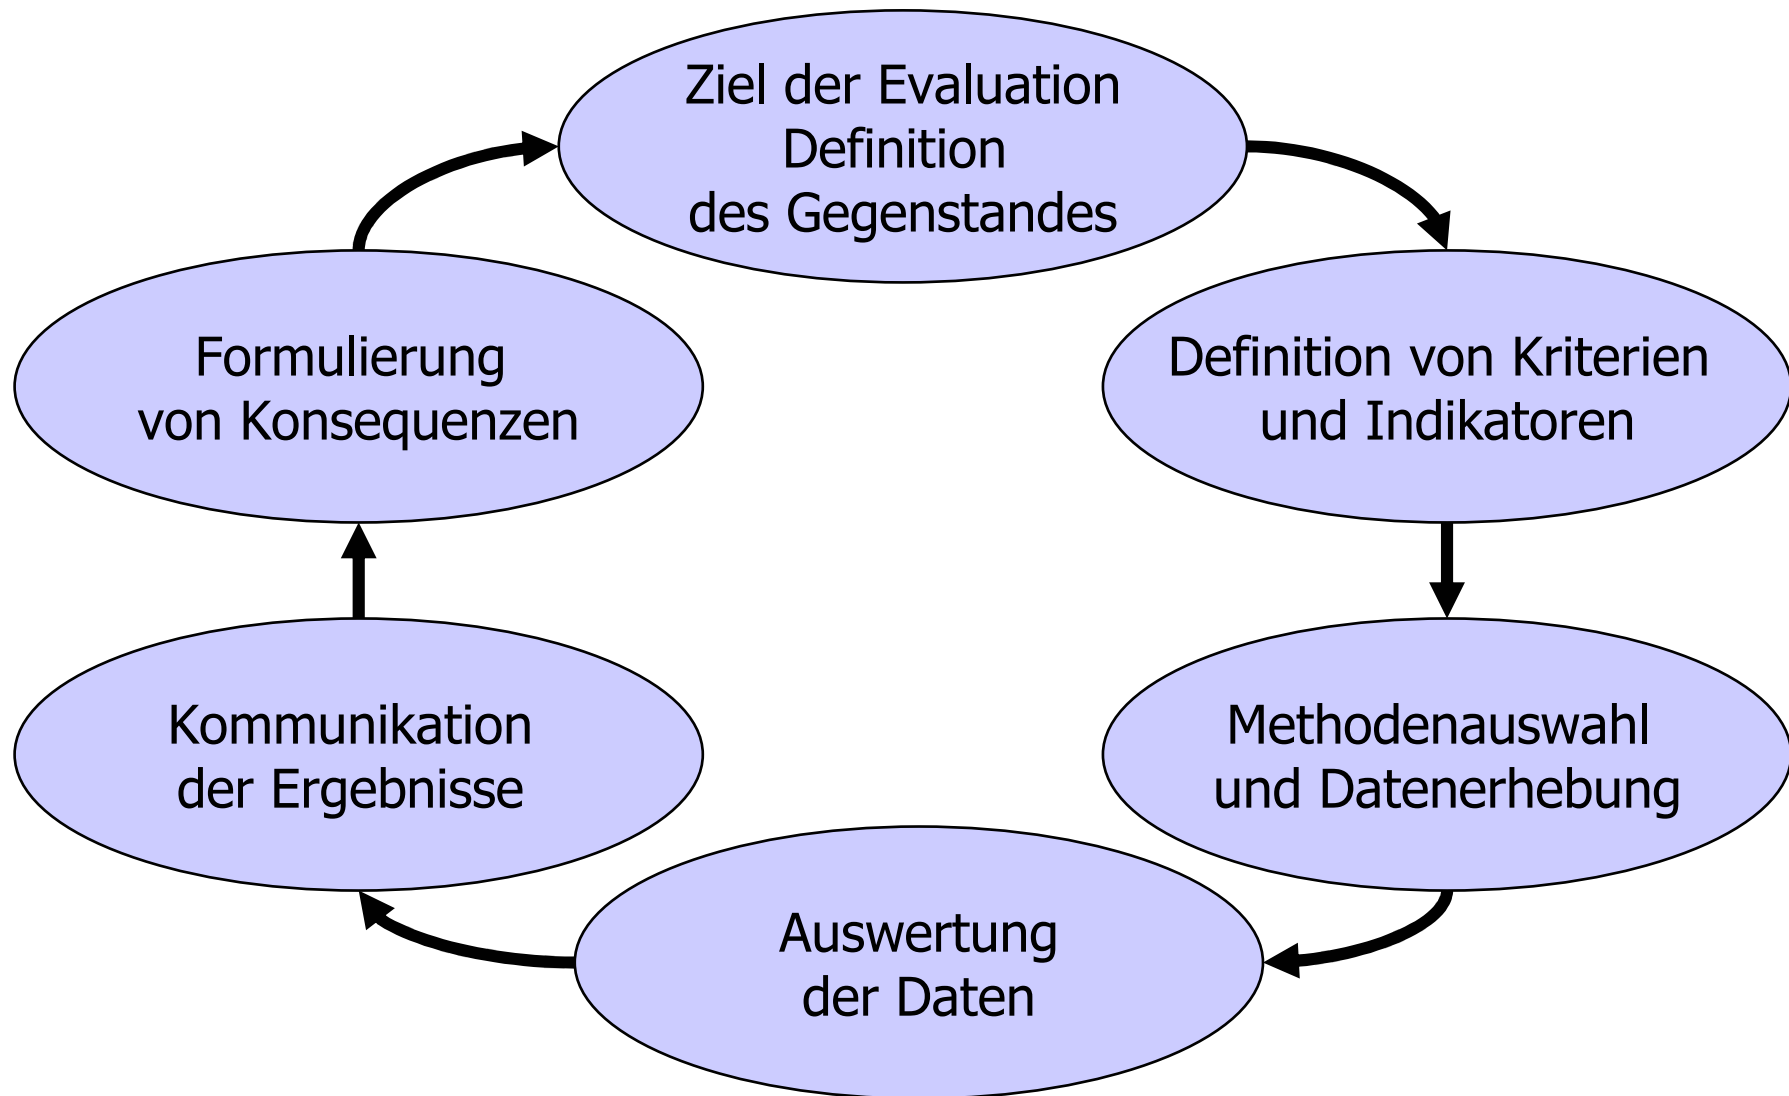 Ziel der Evaluation
Definition
des Gegenstandes
Definition von Kriterien
und Indikatoren
Methodenauswahl
und Datenerhebung
Auswertung
der Daten
Kommunikation
der Ergebnisse
Formulierung
von Konsequenzen